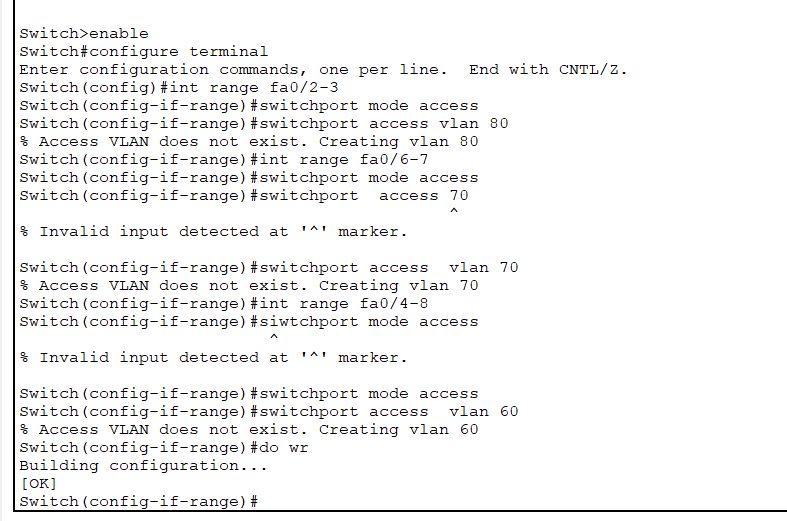 Switch>enable
Switch#configure terminal
Enter configuration commands, one per line.  End with CNTL/Z.
Switch(config)#int range fa0/2-3
Switch(config-if-range)#switchport mode access
Switch(config-if-range)#switchport access vlan 80
% Access VLAN does not exist. Creating vlan 80
Switch(config-if-range)#int range fa0/6-7
Switch(config-if-range)#switchport mode access
Switch(config-if-range)#switchport  access 70
                                           ^
% Invalid input detected at '^' marker.

Switch(config-if-range)#switchport access  vlan 70
% Access VLAN does not exist. Creating vlan 70
Switch(config-if-range)#int range fa0/4-8
Switch(config-if-range)#siwtchport mode access
                         ^
% Invalid input detected at '^' marker.

Switch(config-if-range)#switchport mode access
Switch(config-if-range)#switchport access  vlan 60
% Access VLAN does not exist. Creating vlan 60
Switch(config-if-range)#do wr
Building configuration...
[OK]
Switch(config-if-range)#